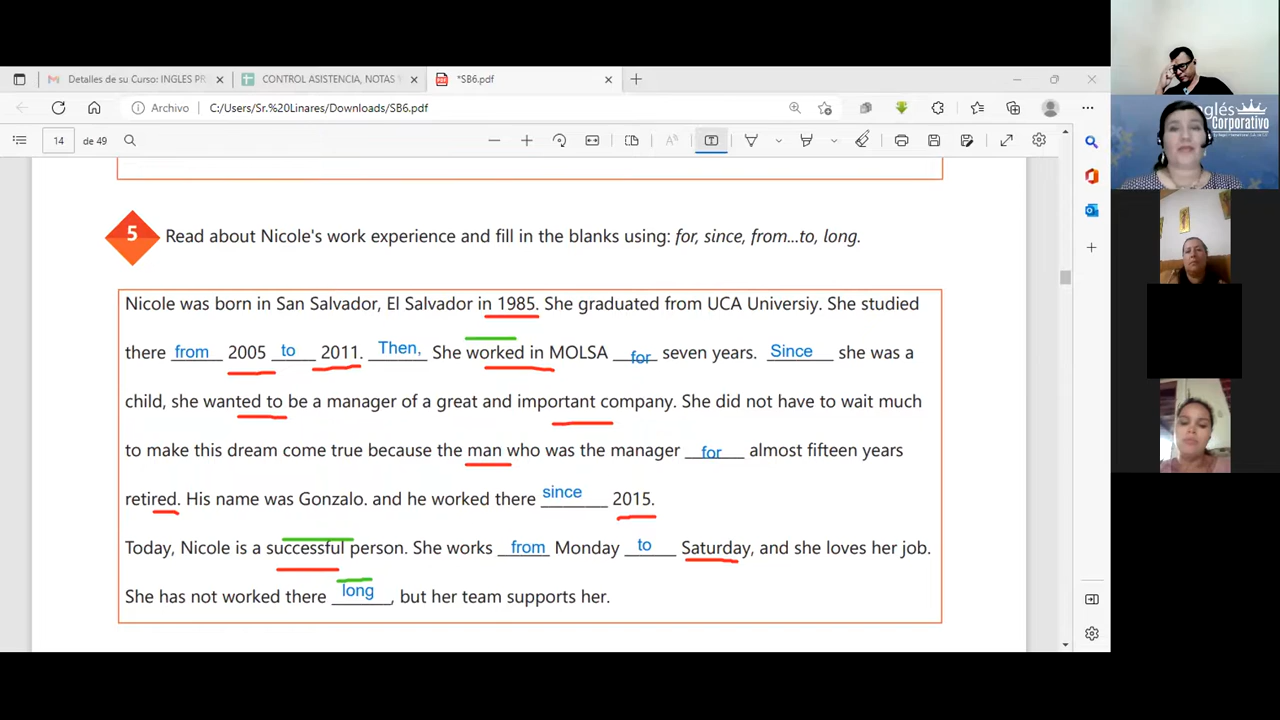 Detalles de su Curso: INGLES PR
CONTROL ASISTENCIA, NOTAS
*SB6.pdf
Archivo
C:/Users/Sr.%20Linares/Downloads/SB6.pdf
14 de 49
5 Read about Nicole's work experience and fill in the blanks using: for, since, from...to, long.
Nicole was born in San Salvador, El Salvador in 1985. She graduated from UCA Universiy. She studied
there from 2005 to 2011. Then, She worked in MOLSA for seven years. Since she was a
child, she wanted to be a manager of a great and important company. She did not have to wait much
to make this dream come true because the man who was the manager for almost fifteen years
retired. His name was Gonzalo. and he worked there since 2015.
Today, Nicole is a successful person. She works from Monday to Saturday, and she loves her job.
She has not worked there long, but her team supports her.
nglés
orporativo